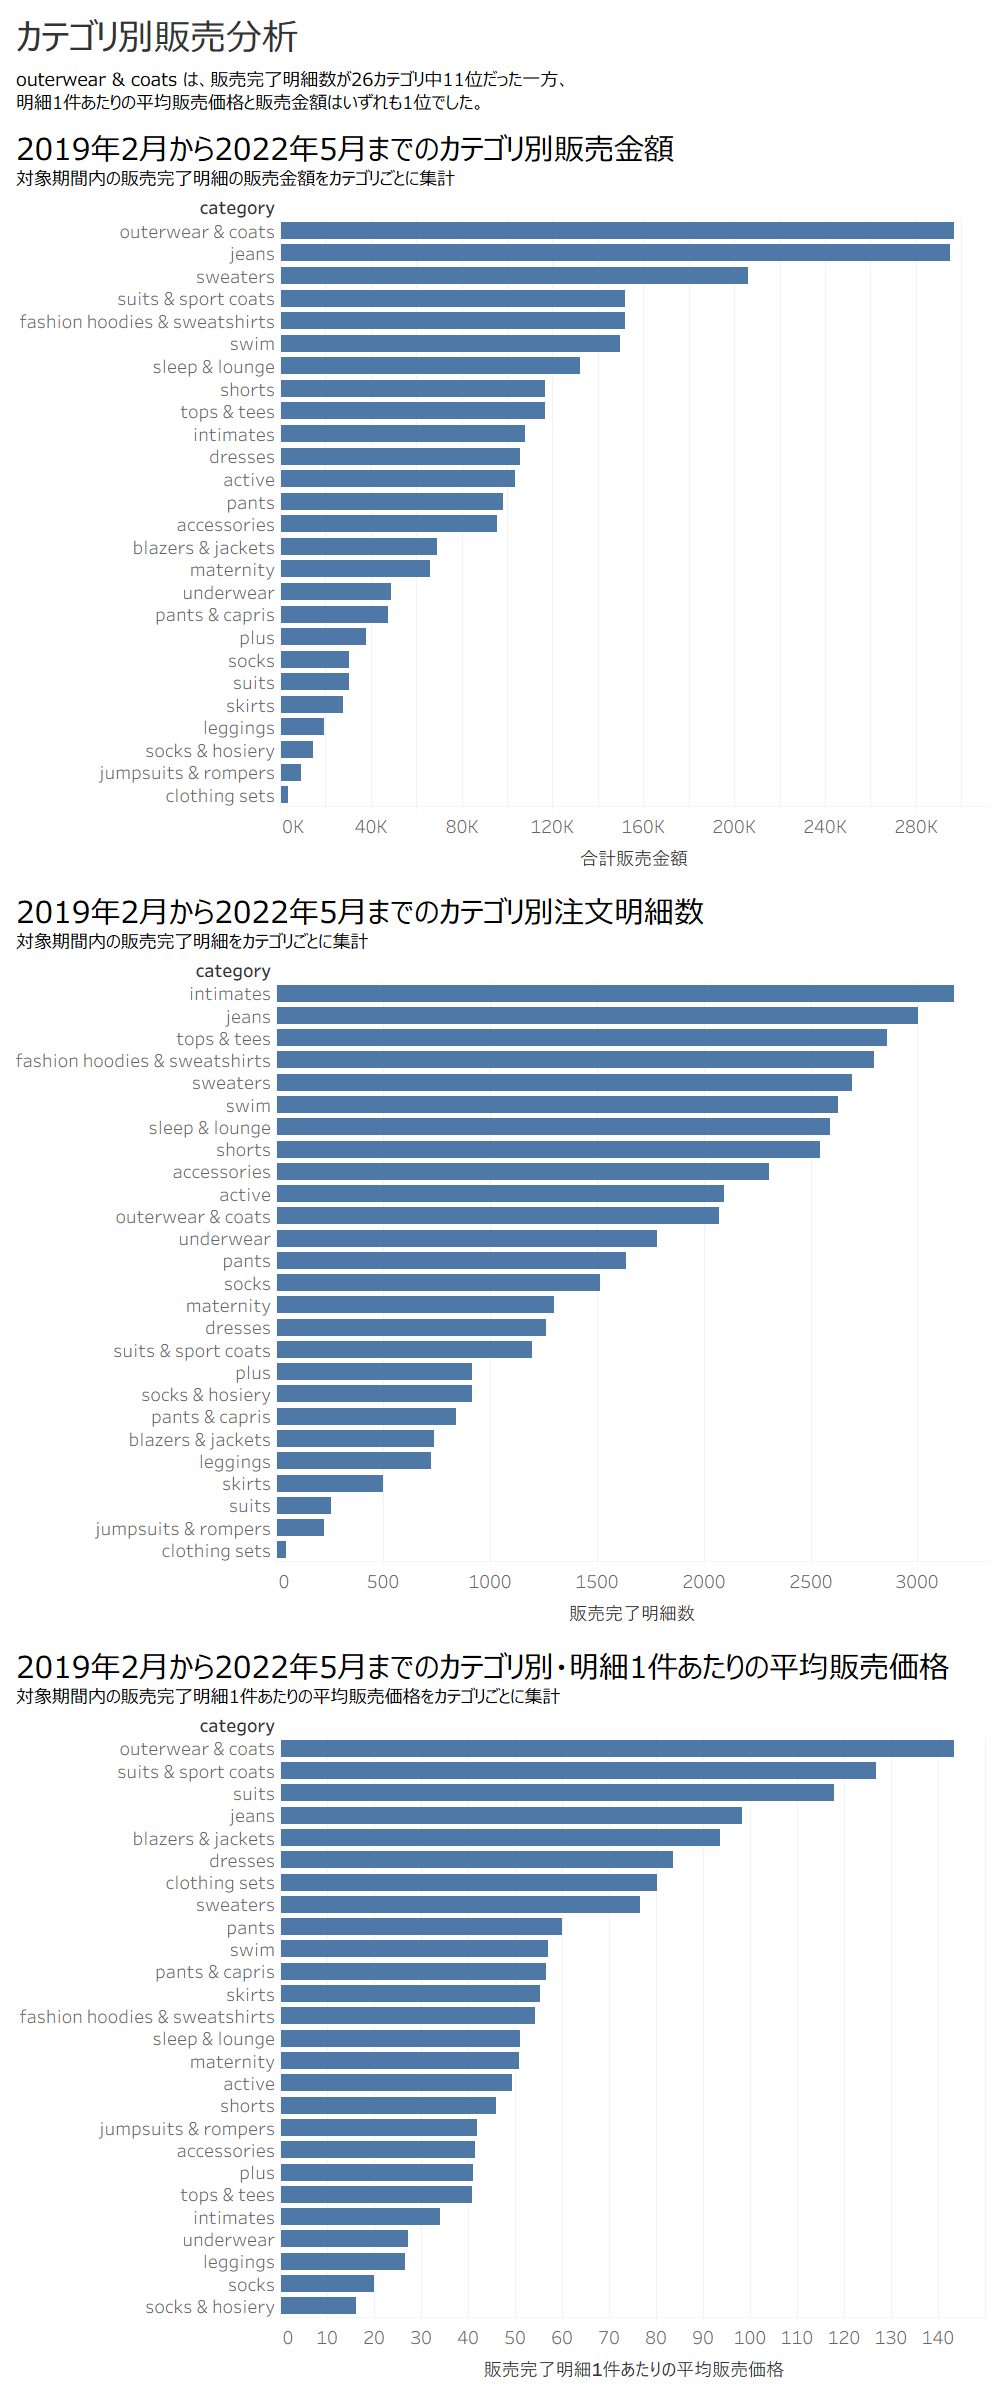 カテゴリ別販売分析
outerwear & coats は、販売完了明細数が26カテゴリ中11位だった一方、
明細1件あたりの平均販売価格と販売金額はいずれも1位でした。
2019年2月から2022年5月までのカテゴリ別販売金額
対象期間内の販売完了明細の販売金額をカテゴリごとに集計
category
outerwear & coats
jeans
sweaters
suits & sport coats
fashion hoodies & sweatshirts
swim
sleep & lounge
shorts
tops & tees
intimates
dresses
active
pants
accessories
blazers & jackets
maternity
underwear
pants & capris
plus
socks
suits
skirts
leggings
socks & hosiery
jumpsuits & rompers
clothing sets
0K 40K 80K 120K 160K 200K 240K 280K
合計販売金額
2019年2月から2022年5月までのカテゴリ別注文明細数
対象期間内の販売完了明細をカテゴリごとに集計
category
intimates
jeans
tops & tees
fashion hoodies & sweatshirts
sweaters
swim
sleep & lounge
shorts
accessories
active
outerwear & coats
underwear
pants
socks
maternity
dresses
suits & sport coats
plus
socks & hosiery
pants & capris
blazers & jackets
leggings
skirts
suits
jumpsuits & rompers
clothing sets
0 500 1000 1500 2000 2500 3000
販売完了明細数
2019年2月から2022年5月までのカテゴリ別・明細1件あたりの平均販売価格
対象期間内の販売完了明細1件あたりの平均販売価格をカテゴリごとに集計
category
outerwear & coats
suits & sport coats
suits
jeans
blazers & jackets
dresses
clothing sets
sweaters
pants
swim
pants & capris
skirts
fashion hoodies & sweatshirts
sleep & lounge
maternity
active
shorts
jumpsuits & rompers
accessories
plus
tops & tees
intimates
underwear
leggings
socks
socks & hosiery
0 10 20 30 40 50 60 70 80 90 100 110 120 130 140
販売完了明細1件あたりの平均販売価格